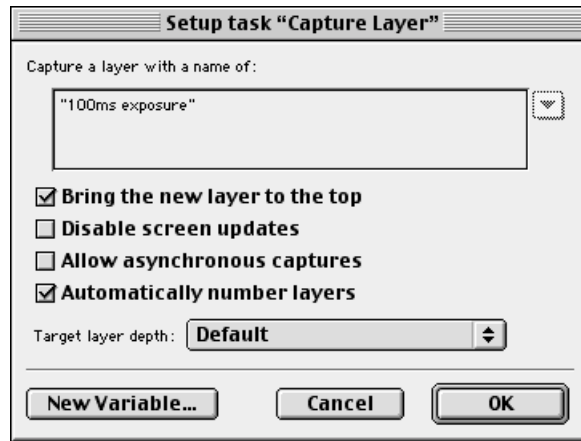 Setup task “Capture Layer”
Capture a layer with a name of:
"100ms exposure"
Bring the new layer to the top
Disable screen updates
Allow asynchronous captures
Automatically number layers
Target layer depth: Default
New Variable... Cancel OK